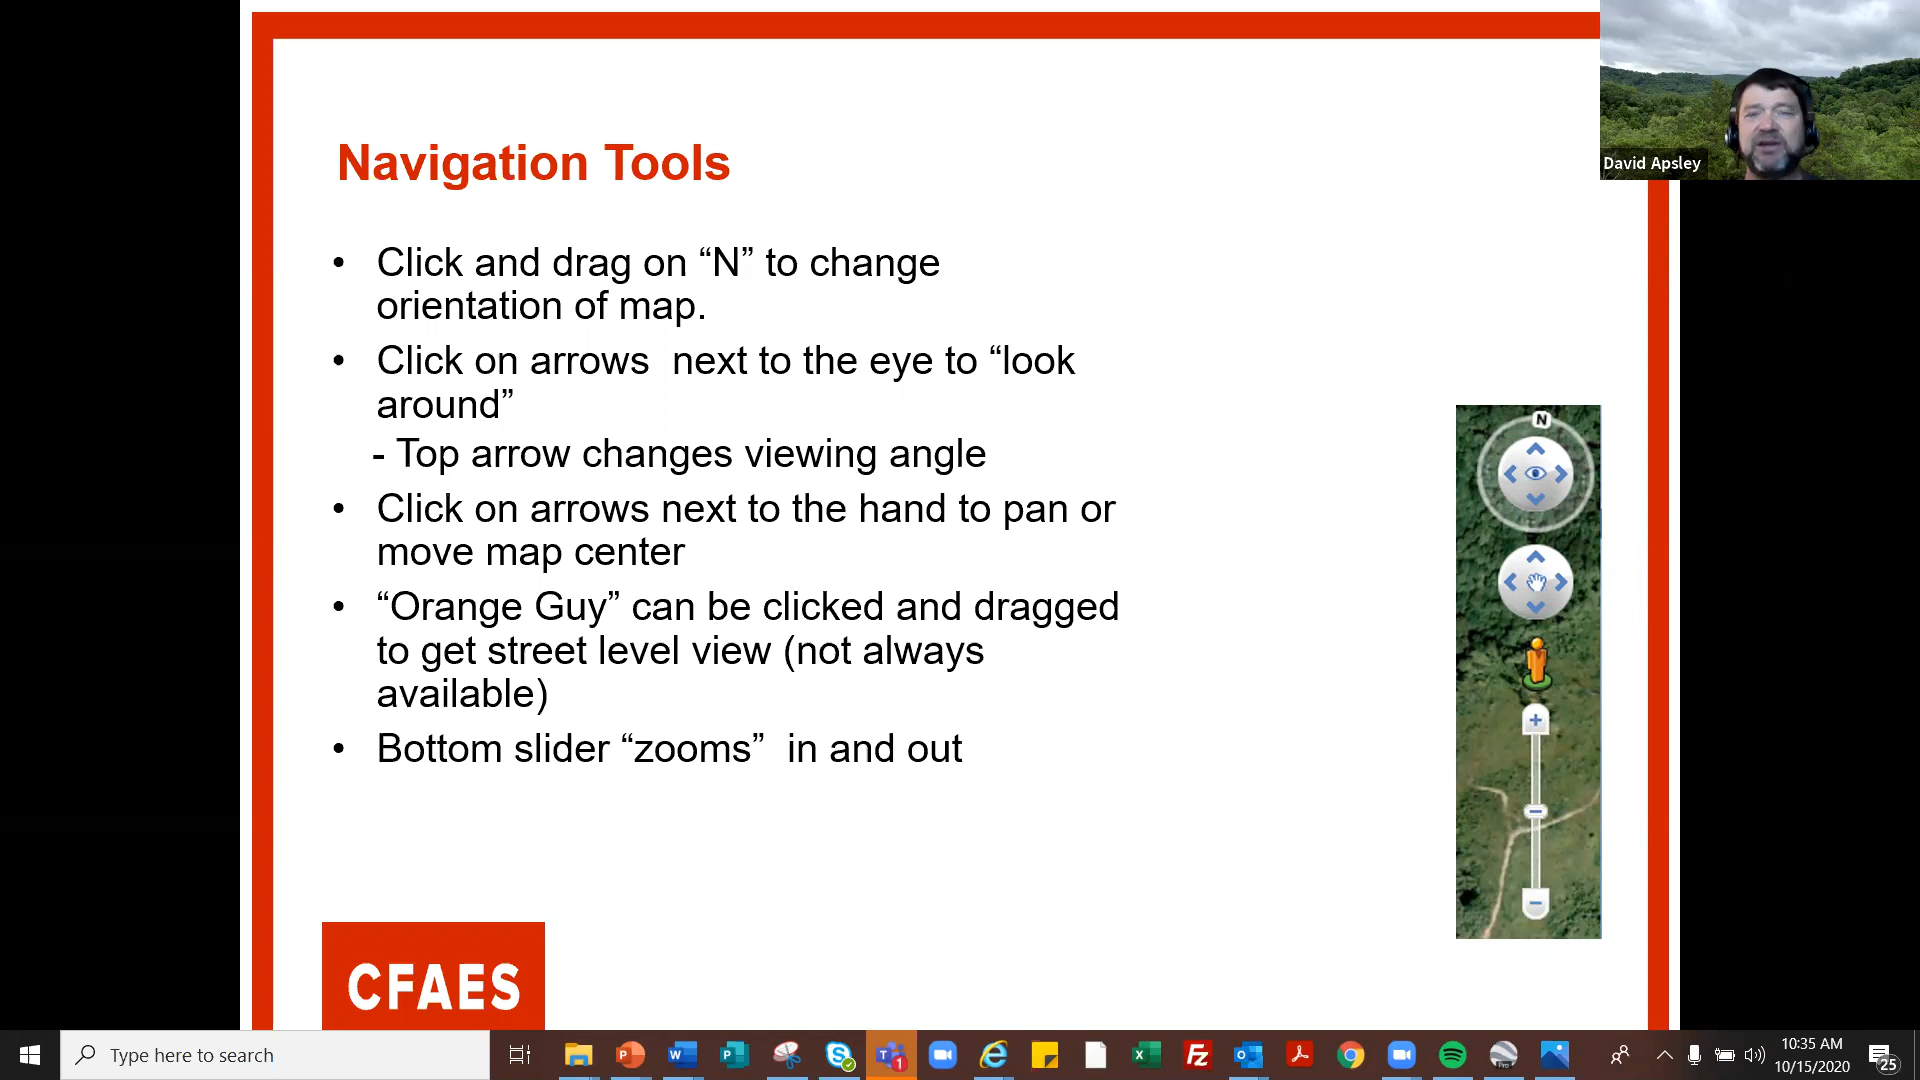 David Apsley
Navigation Tools
• Click and drag on “N” to change
orientation of map.
• Click on arrows  next to the eye to “look
around”
- Top arrow changes viewing angle
• Click on arrows next to the hand to pan or
move map center
• “Orange Guy” can be clicked and dragged
to get street level view (not always
available)
• Bottom slider “zooms”  in and out
N
CFAES
Type here to search
1
Pro
10:35 AM
10/15/2020
25